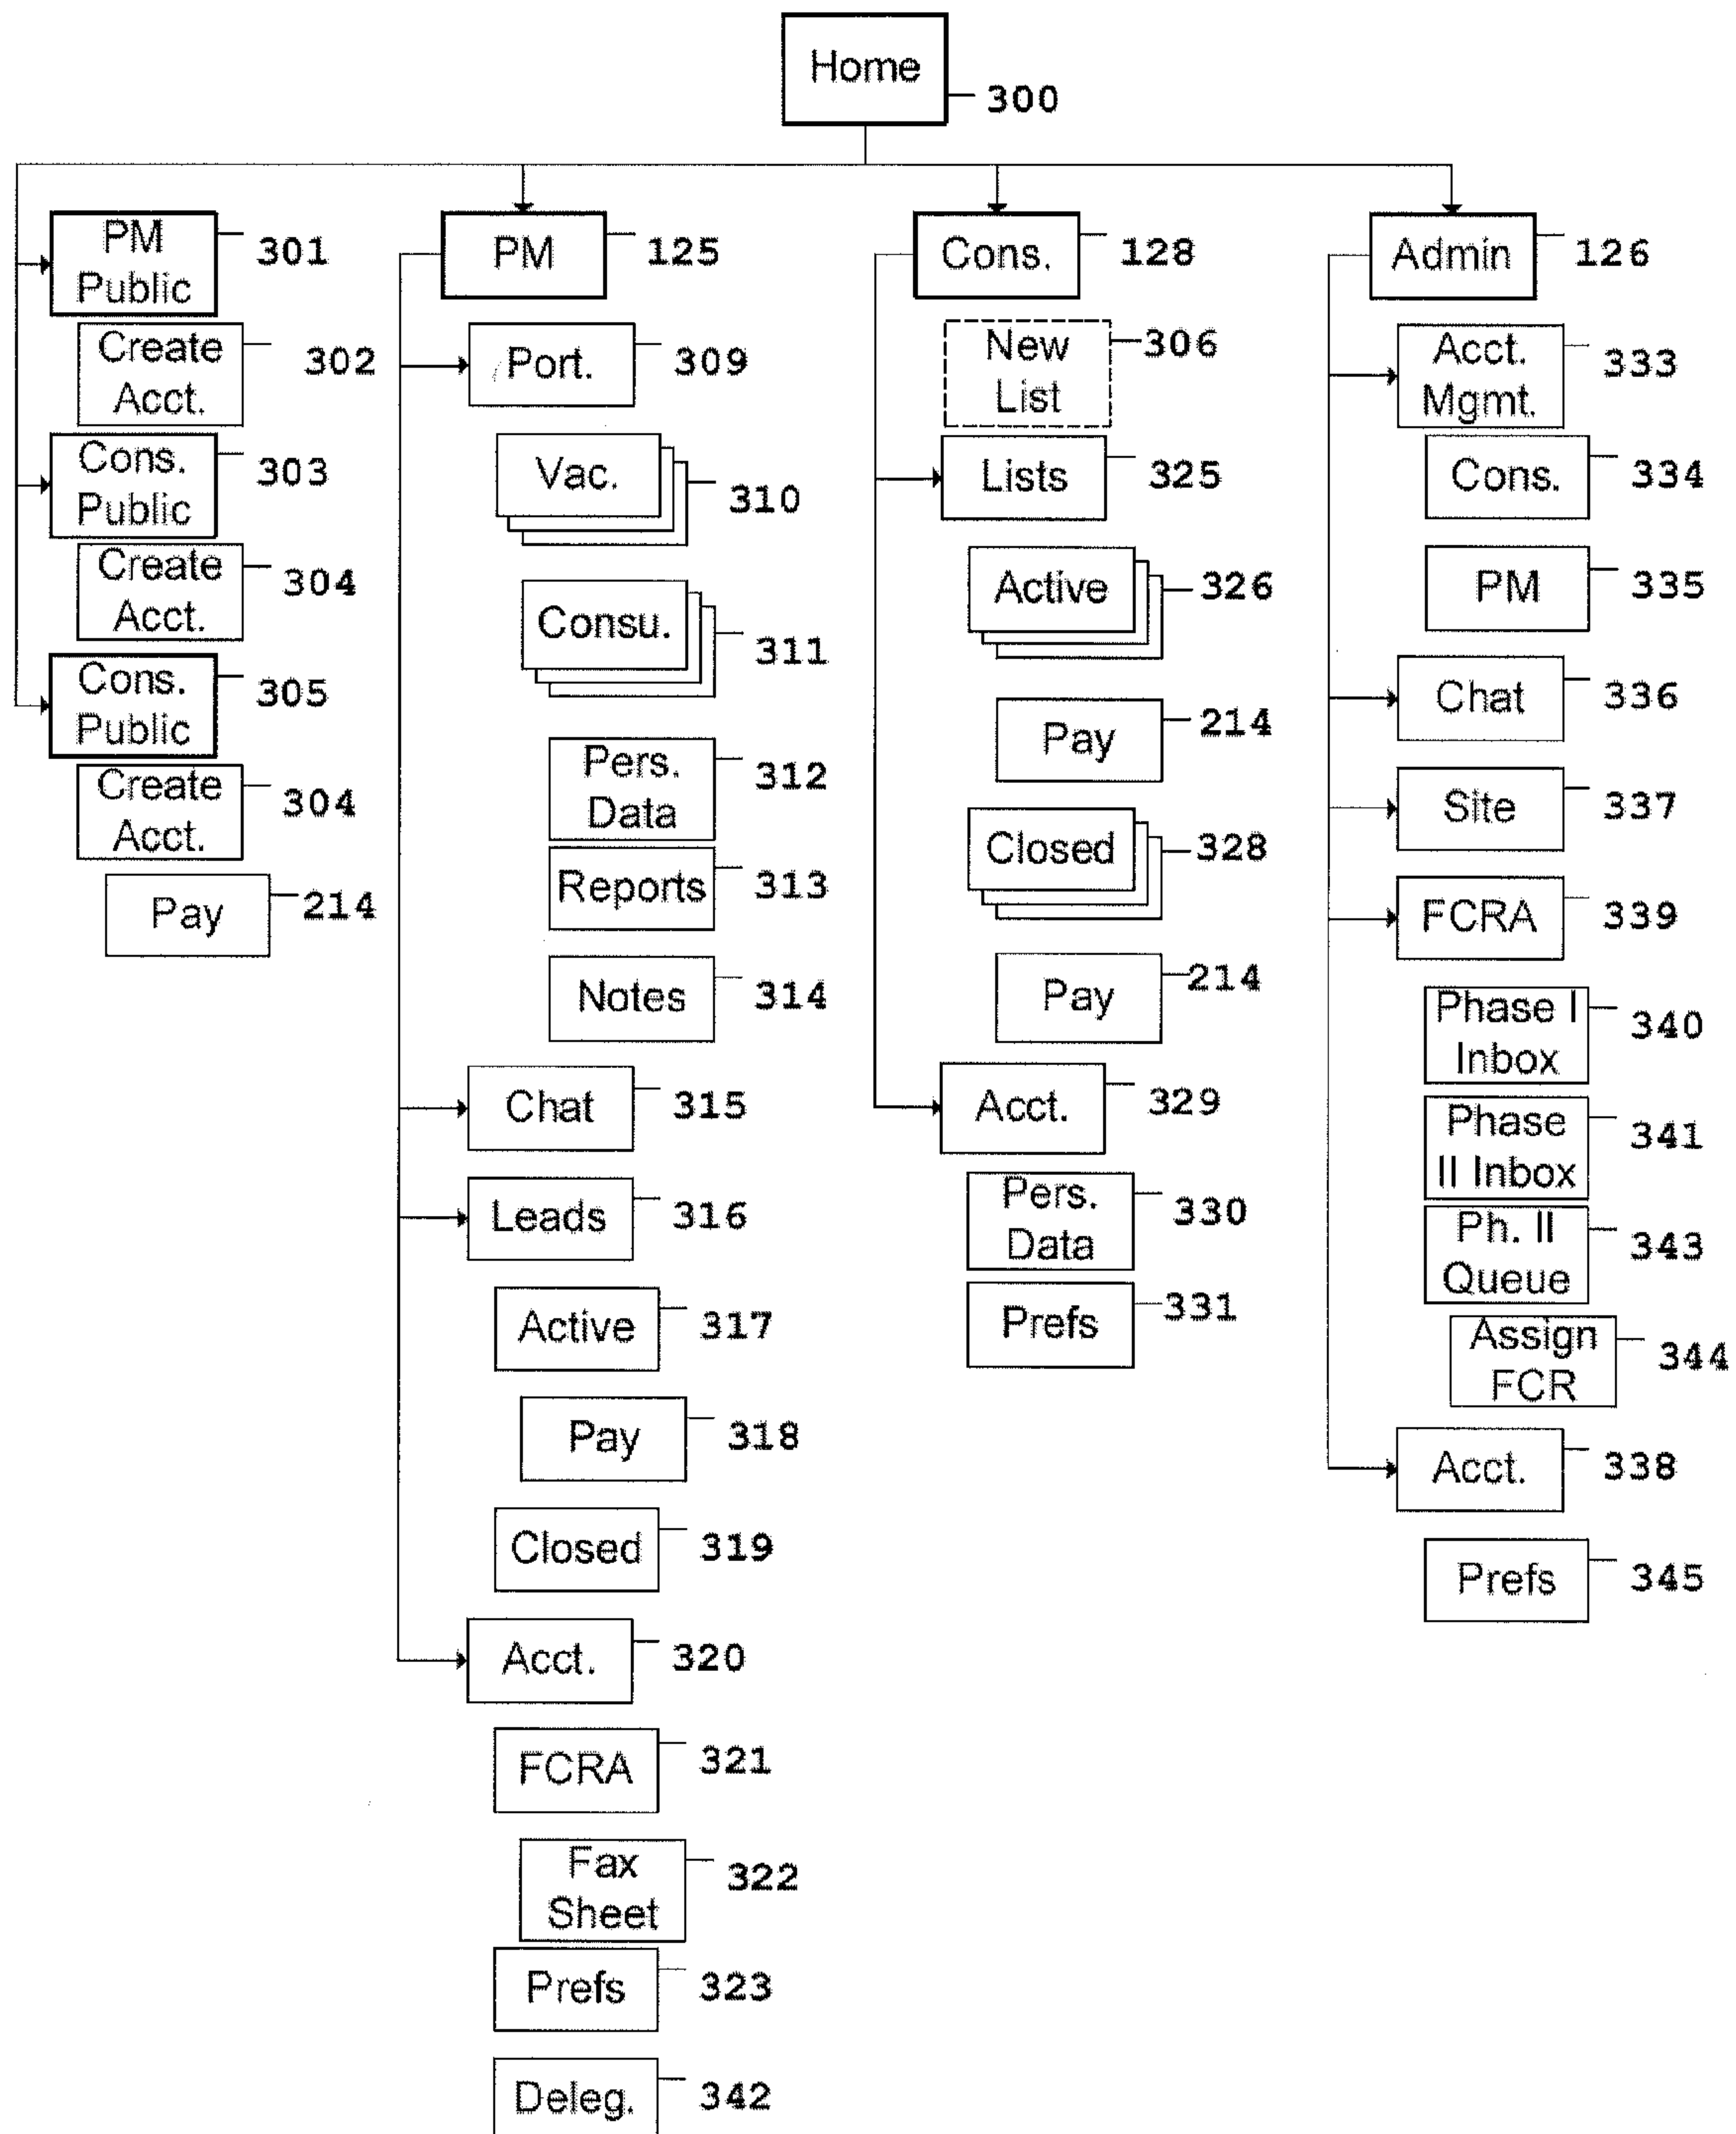 Home
300
PM
Public
301
Create
Acct.
302
Cons.
Public
303
Create
Acct.
304
Cons.
Public
305
Create
Acct.
304
Pay
214
PM
125
Port.
309
Vac.
310
Consu.
311
Pers.
Data
312
Reports
313
Notes
314
Chat
315
Leads
316
Active
317
Pay
318
Closed
319
Acct.
320
FCRA
321
Fax
Sheet
322
Prefs
323
Deleg.
342
Cons.
128
New
List
306
Lists
325
Active
326
Pay
214
Closed
328
Pay
214
Acct.
329
Pers.
Data
330
Prefs
331
Admin
126
Acct.
Mgmt.
333
Cons.
334
PM
335
Chat
336
Site
337
FCRA
339
Phase I
Inbox
340
Phase
II Inbox
341
Ph. II
Queue
343
Assign
FCR
344
Acct.
338
Prefs
345